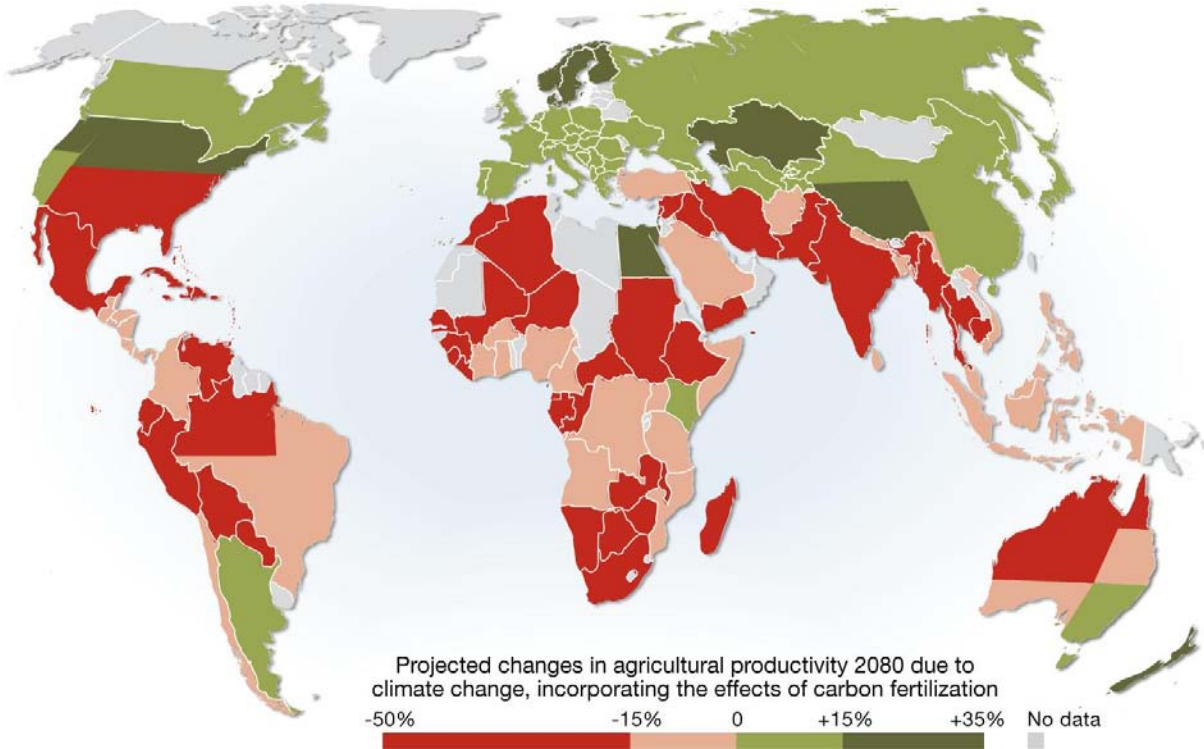 Projected changes in agricultural productivity 2080 due to
climate change, incorporating the effects of carbon fertilization
-50% -15% 0 +15% +35% No data